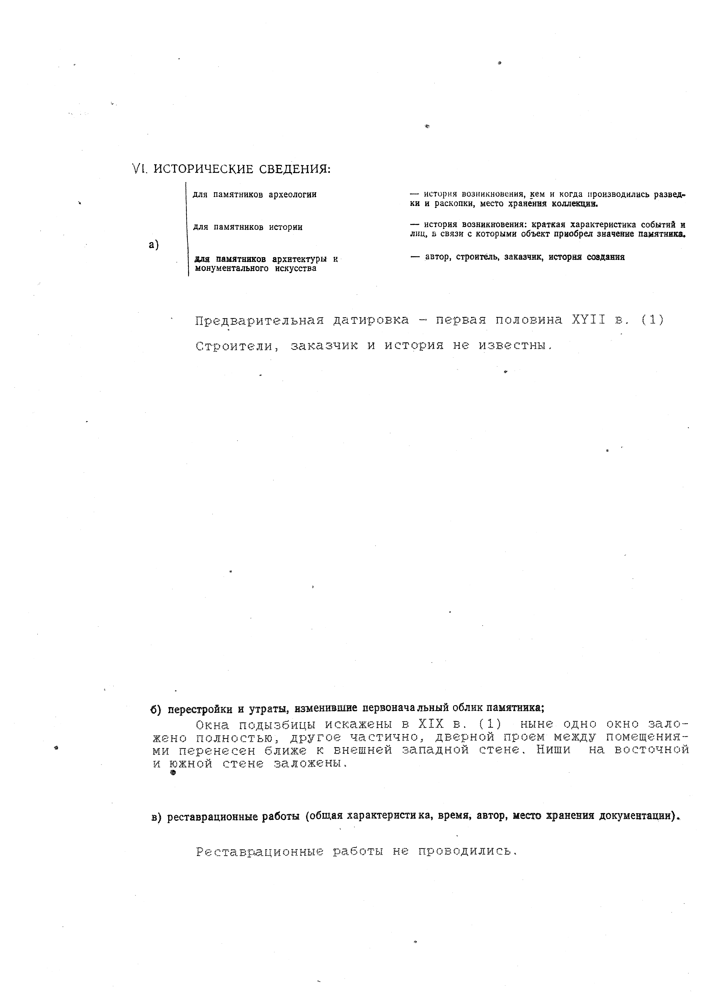 VI. ИСТОРИЧЕСКИЕ СВЕДЕНИЯ:
для памятников археологии — история возникновения, кем и когда производились развед-
ки и раскопки, место хранения коллекции.
для памятников истории — история возникновения: краткая характеристика событий и
лиц, в связи с которыми объект приобрел значение памятника.
а)
для памятников архитектуры и — автор, строитель, заказчик, история создания
монументального искусства
Предварительная датировка - первая половина XYII в. (1)
Строители, заказчик и история не известны.
б) перестройки и утраты, изменившие первоначальный облик памятника;
Окна подызбицы искажены в XIX в. (1) ныне одно окно зало-
жено полностью, другое частично, дверной проем между помещения-
ми перенесен ближе к внешней западной стене. Ниши на восточной
и южной стене заложены.
в) реставрационные работы (общая характеристика, время, автор, место хранения документации).
Реставрационные работы не проводились.